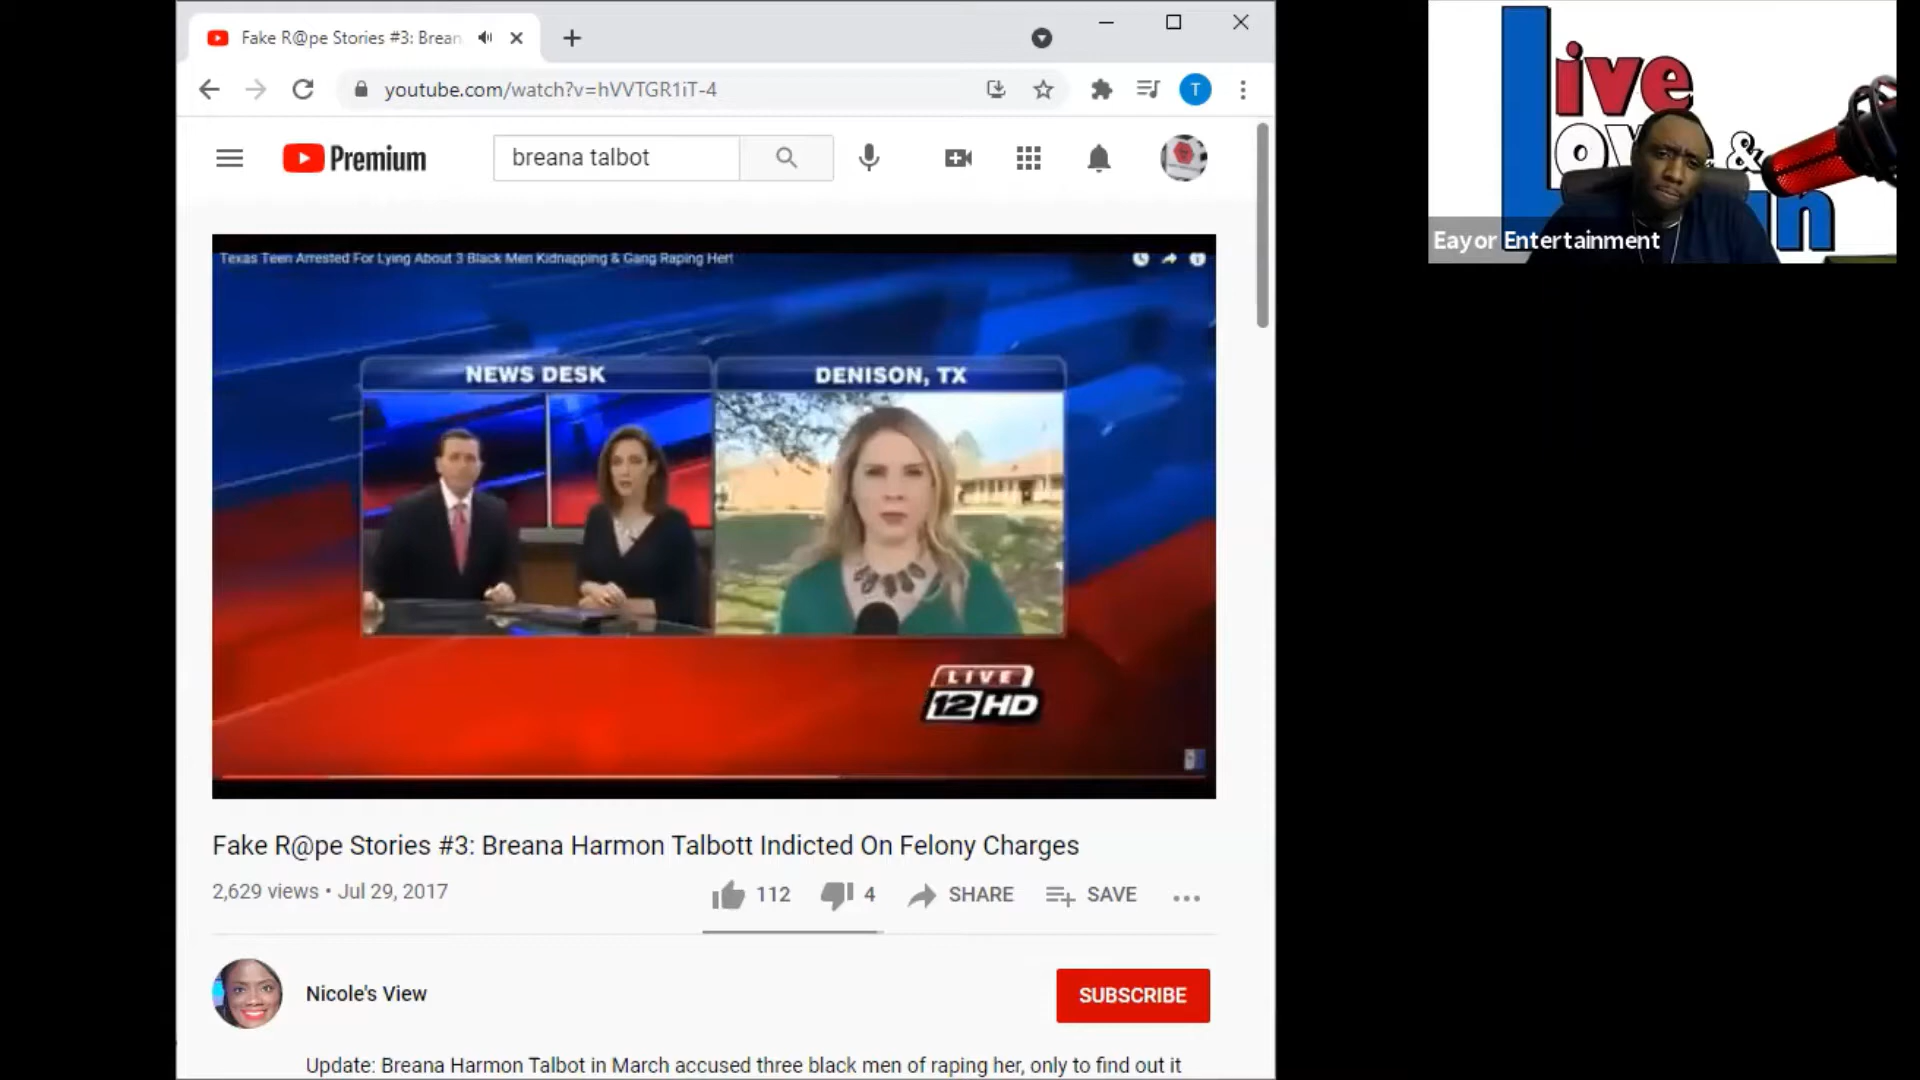 Fake R@pe Stories #3: Brean
youtube.com/watch?v=hVVTGR1iT-4
T
Premium
breana talbot
Texas Teen Arrested For Lying About 3 Black Men Kidnapping & Gang Raping Her!
NEWS DESK
DENISON, TX
LIVE
12 HD
Fake R@pe Stories #3: Breana Harmon Talbott Indicted On Felony Charges
2,629 views • Jul 29, 2017
112
4
SHARE
SAVE
Nicole's View
SUBSCRIBE
Update: Breana Harmon Talbot in March accused three black men of raping her, only to find out it
Live
&
Eayor Entertainment